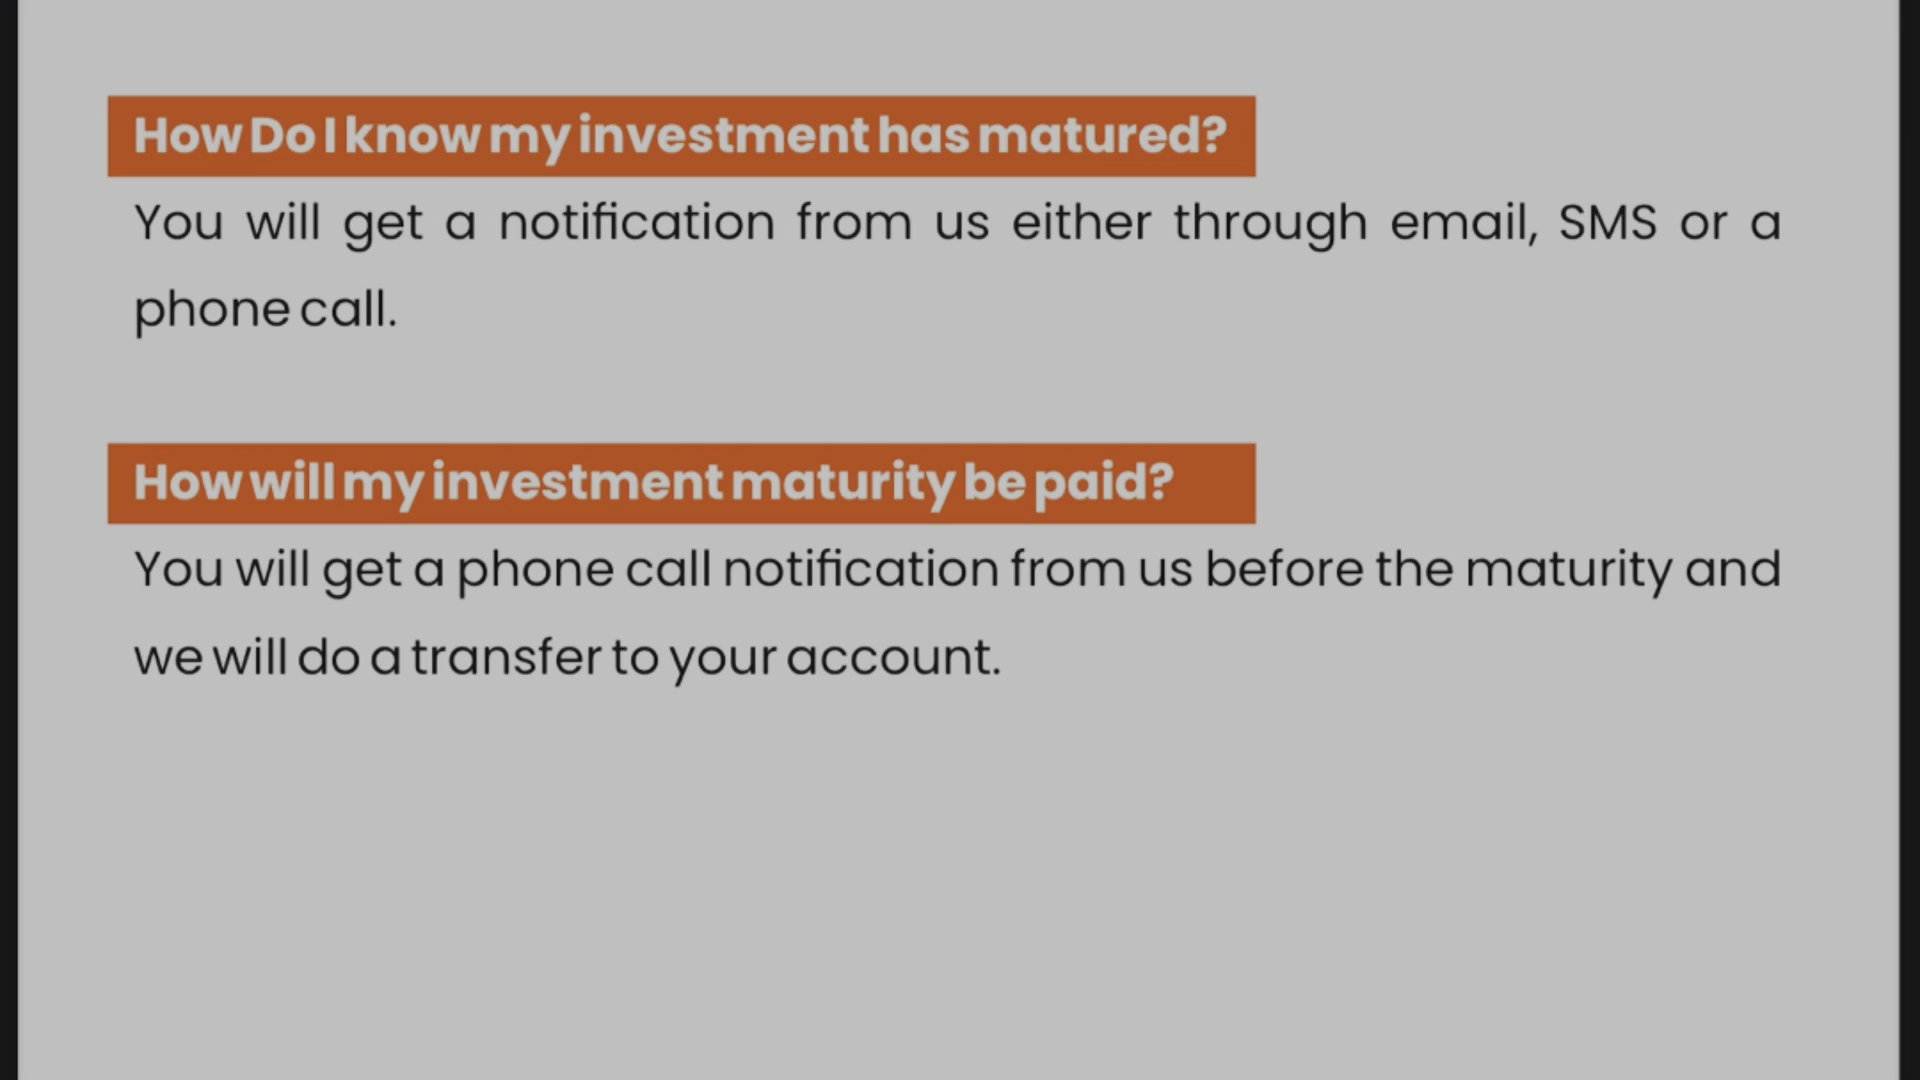 How Do I know my investment has matured?
You will get a notification from us either through email, SMS or a
phone call.
How will my investment maturity be paid?
You will get a phone call notification from us before the maturity and
we will do a transfer to your account.